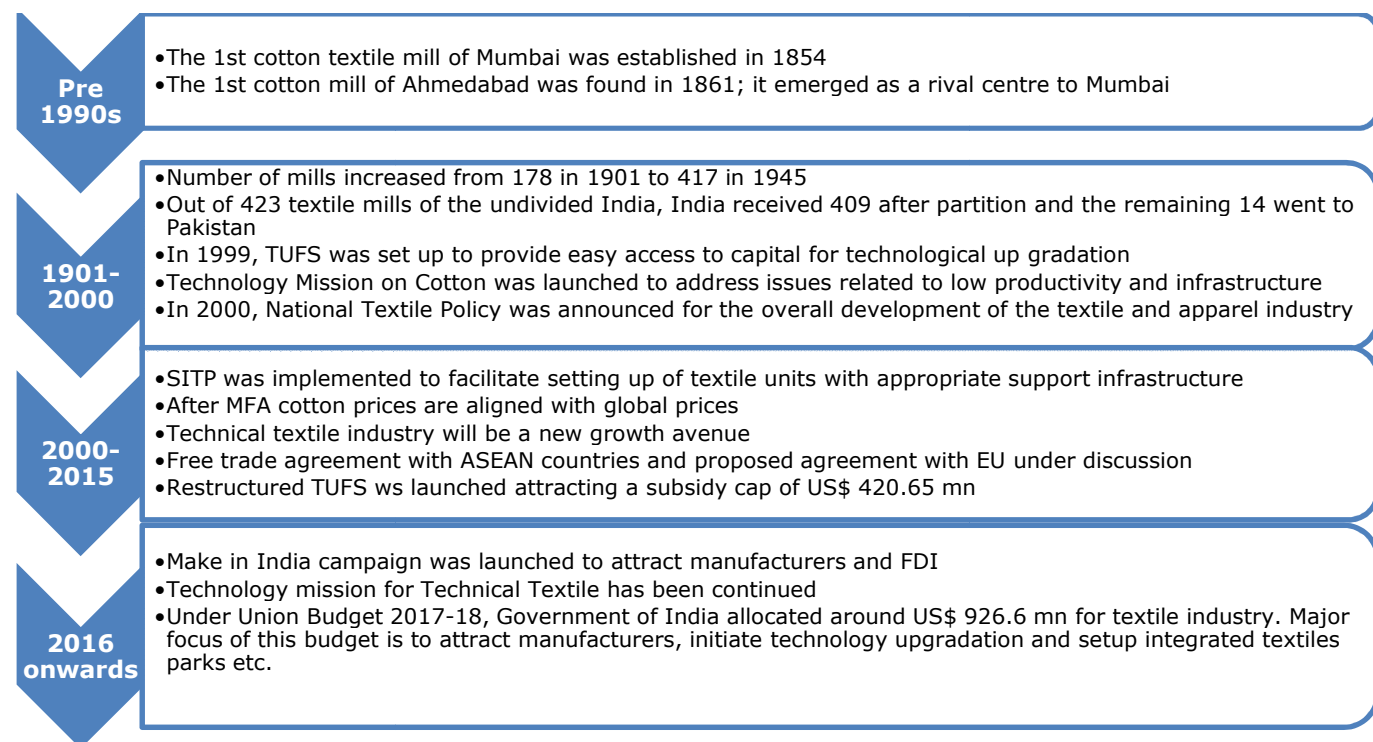 Pre
1990s
•The 1st cotton textile mill of Mumbai was established in 1854
•The 1st cotton mill of Ahmedabad was found in 1861; it emerged as a rival centre to Mumbai
1901-
2000
•Number of mills increased from 178 in 1901 to 417 in 1945
•Out of 423 textile mills of the undivided India, India received 409 after partition and the remaining 14 went to
Pakistan
•In 1999, TUFS was set up to provide easy access to capital for technological up gradation
•Technology Mission on Cotton was launched to address issues related to low productivity and infrastructure
•In 2000, National Textile Policy was announced for the overall development of the textile and apparel industry
2000-
2015
•SITP was implemented to facilitate setting up of textile units with appropriate support infrastructure
•After MFA cotton prices are aligned with global prices
•Technical textile industry will be a new growth avenue
•Free trade agreement with ASEAN countries and proposed agreement with EU under discussion
•Restructured TUFS ws launched attracting a subsidy cap of US$ 420.65 mn
2016
onwards
•Make in India campaign was launched to attract manufacturers and FDI
•Technology mission for Technical Textile has been continued
•Under Union Budget 2017-18, Government of India allocated around US$ 926.6 mn for textile industry. Major
focus of this budget is to attract manufacturers, initiate technology upgradation and setup integrated textiles
parks etc.